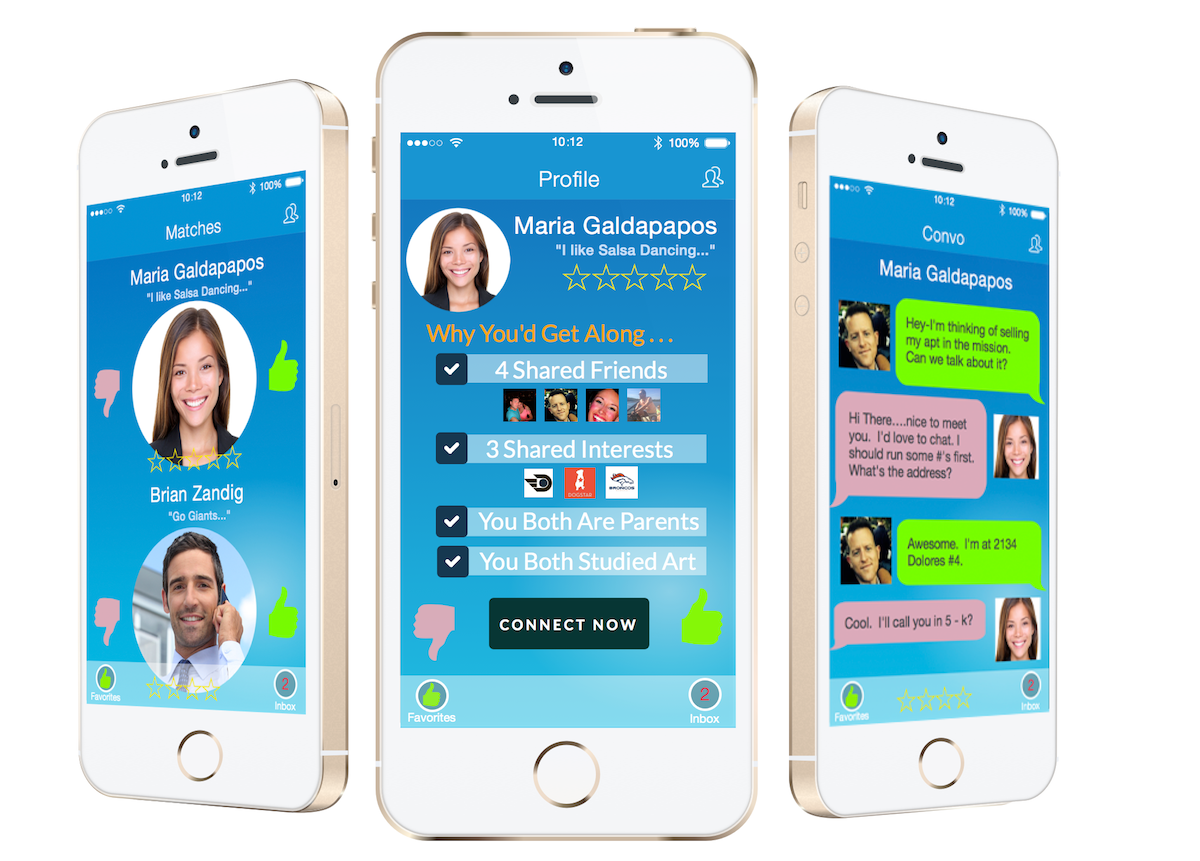 10:12
100%
Matches
Maria Galdapapos
"I like Salsa Dancing..."
Brian Zandig
"Go Giants..."
Favorites
2
Inbox
10:12
100%
Profile
Maria Galdapapos
"I like Salsa Dancing..."
Why You'd Get Along . . .
4 Shared Friends
3 Shared Interests
DOGSTAR
BRONCOS
You Both Are Parents
You Both Studied Art
CONNECT NOW
Favorites
2
Inbox
10:12
100%
Convo
Maria Galdapapos
Hey-I'm thinking of selling
my apt in the mission.
Can we talk about it?
Hi There....nice to meet
you.  I'd love to chat. I
should run some #'s first.
What's the address?
Awesome.  I'm at 2134
Dolores #4.
Cool.  I'll call you in 5 - k?
Favorites
2
Inbox